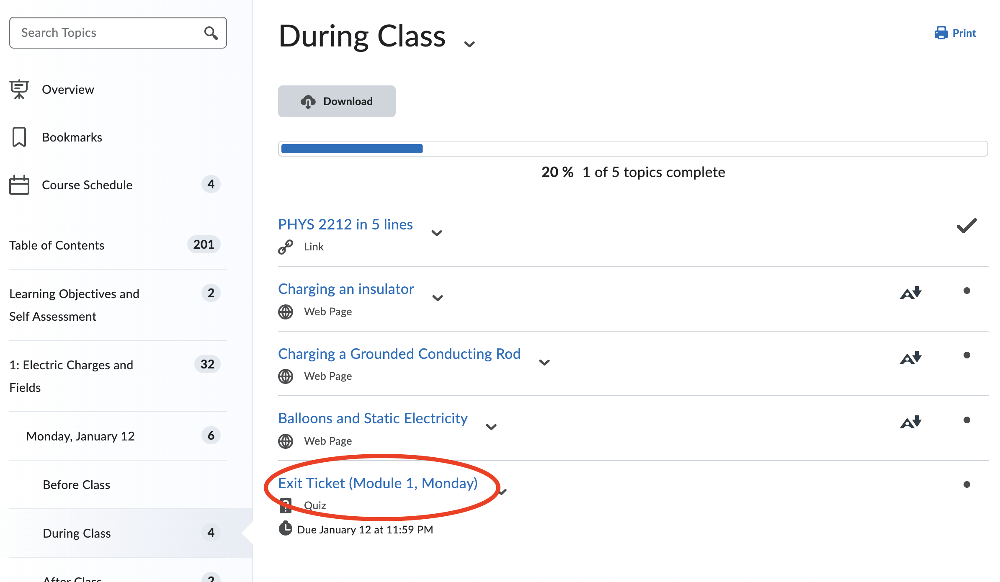 Search Topics
Overview
Bookmarks
Course Schedule 4
Table of Contents 201
Learning Objectives and 2
Self Assessment
1: Electric Charges and 32
Fields
Monday, January 12 6
Before Class
During Class 4
After Class 2
During Class
Print
Download
20 % 1 of 5 topics complete
PHYS 2212 in 5 lines
Link
Charging an insulator
Web Page
Charging a Grounded Conducting Rod
Web Page
Balloons and Static Electricity
Web Page
Exit Ticket (Module 1, Monday)
Quiz
Due January 12 at 11:59 PM